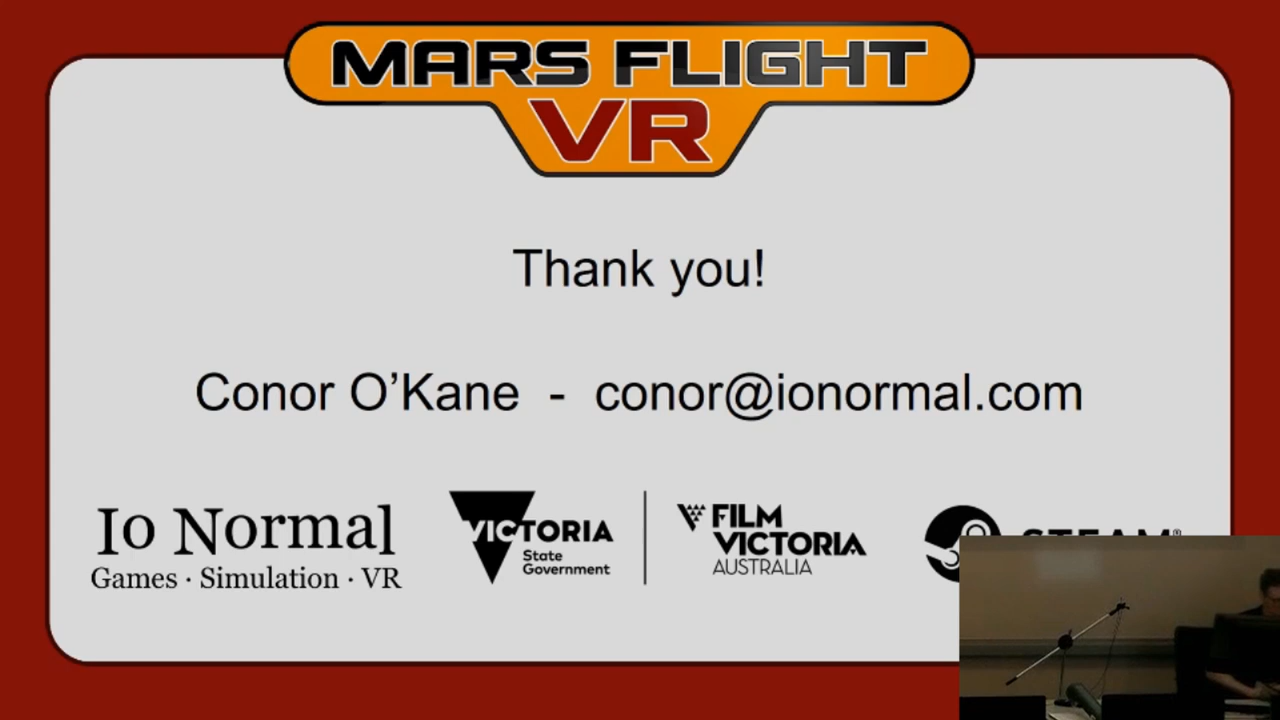 MARS FLIGHT
VR
Thank you!
Conor O’Kane - conor@ionormal.com
Io Normal
Games · Simulation · VR
VICTORIA
State
Government
FILM
VICTORIA
AUSTRALIA
STEAM®